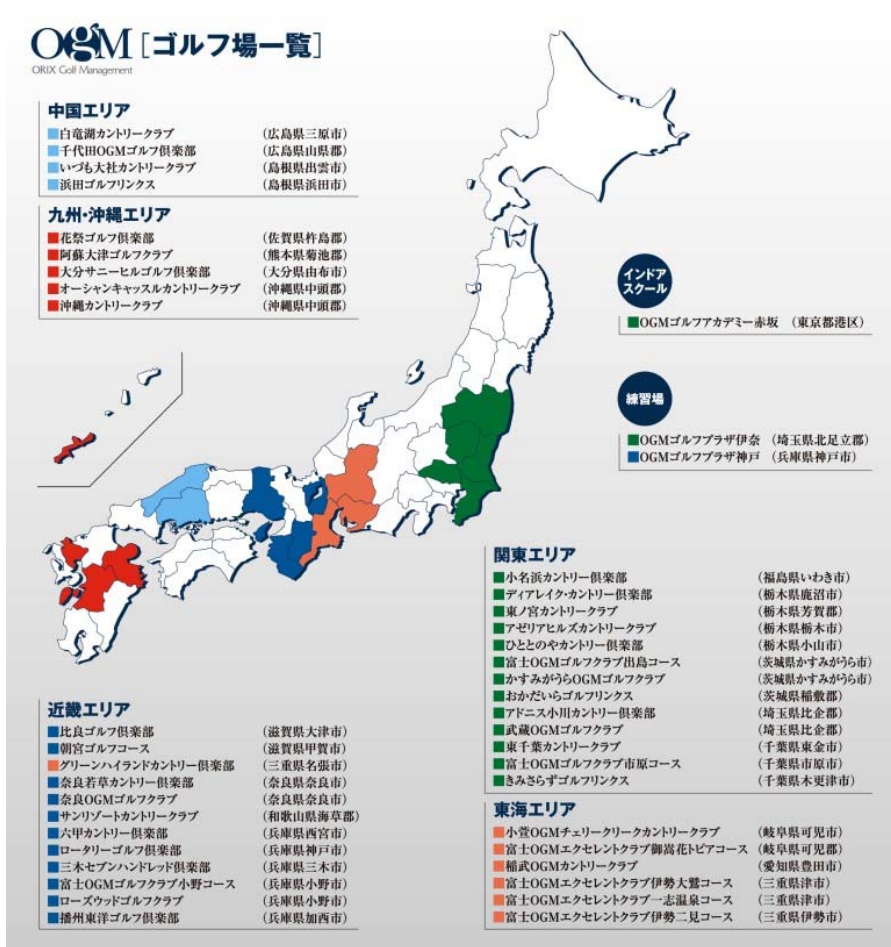 OGM［ゴルフ場一覧］
ORIX Golf Management
中国エリア
白竜湖カントリークラブ （広島県三原市）
千代田OGMゴルフ倶楽部 （広島県山県郡）
いづも大社カントリークラブ （島根県出雲市）
浜田ゴルフリンクス （島根県浜田市）
九州・沖縄エリア
花祭ゴルフ倶楽部 （佐賀県杵島郡）
阿蘇大津ゴルフクラブ （熊本県菊池郡）
大分サニーヒルゴルフ倶楽部 （大分県由布市）
オーシャンキャッスルカントリークラブ （沖縄県中頭郡）
沖縄カントリークラブ （沖縄県中頭郡）
インドア
スクール
OGMゴルフアカデミー赤坂 （東京都港区）
練習場
OGMゴルフプラザ伊奈 （埼玉県北足立郡）
OGMゴルフプラザ神戸 （兵庫県神戸市）
関東エリア
小名浜カントリー倶楽部 （福島県いわき市）
ディアレイク・カントリー倶楽部 （栃木県鹿沼市）
東ノ宮カントリークラブ （栃木県芳賀郡）
アゼリアヒルズカントリークラブ （栃木県栃木市）
ひととのやカントリー倶楽部 （栃木県小山市）
富士OGMゴルフクラブ出島コース （茨城県かすみがうら市）
かすみがうらOGMゴルフクラブ （茨城県かすみがうら市）
おかだいらゴルフリンクス （茨城県稲敷郡）
アドニス小川カントリー倶楽部 （埼玉県比企郡）
武蔵OGMゴルフクラブ （埼玉県比企郡）
東千葉カントリークラブ （千葉県東金市）
富士OGMゴルフクラブ市原コース （千葉県市原市）
きみさらずゴルフリンクス （千葉県木更津市）
近畿エリア
比良ゴルフ倶楽部 （滋賀県大津市）
朝宮ゴルフコース （滋賀県甲賀市）
グリーンハイランドカントリー倶楽部 （三重県名張市）
奈良若草カントリー倶楽部 （奈良県奈良市）
奈良OGMゴルフクラブ （奈良県奈良市）
サンリゾートカントリークラブ （和歌山県海草郡）
六甲カントリー倶楽部 （兵庫県西宮市）
ロータリーゴルフ倶楽部 （兵庫県神戸市）
三木セブンハンドレッド倶楽部 （兵庫県三木市）
富士OGMゴルフクラブ小野コース （兵庫県小野市）
ローズウッドゴルフクラブ （兵庫県小野市）
播州東洋ゴルフ倶楽部 （兵庫県加西市）
東海エリア
小萱OGMチェリークリークカントリークラブ （岐阜県可児市）
富士OGMエクセレントクラブ御嵩花トピアコース （岐阜県可児郡）
稲武OGMカントリークラブ （愛知県豊田市）
富士OGMエクセレントクラブ伊勢大鷲コース （三重県津市）
富士OGMエクセレントクラブ一志温泉コース （三重県津市）
富士OGMエクセレントクラブ伊勢二見コース （三重県伊勢市）